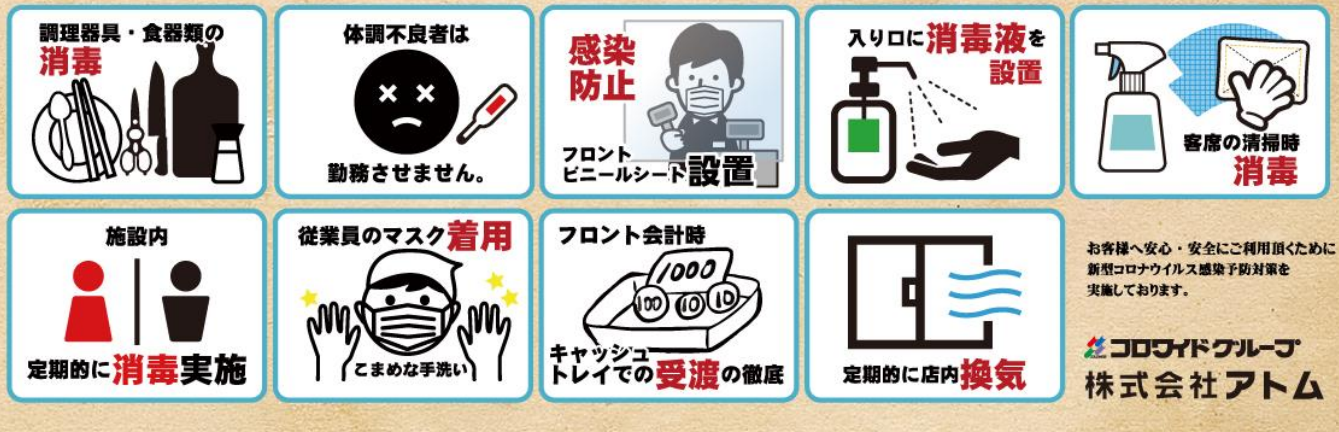 調理器具・食器類の
消毒
体調不良者は
勤務させません。
感染
防止
フロント
ビニールシート設置
入り口に消毒液を
設置
客席の清掃時
消毒
施設内
定期的に消毒実施
従業員のマスク着用
こまめな手洗い
フロント会計時
1000
100 10 10
キャッシュ
トレイでの受渡の徹底
定期的に店内換気
お客様へ安心・安全にご利用頂くために
新型コロナウイルス感染予防対策を
実施しております。
コロワイドグループ
株式会社アトム